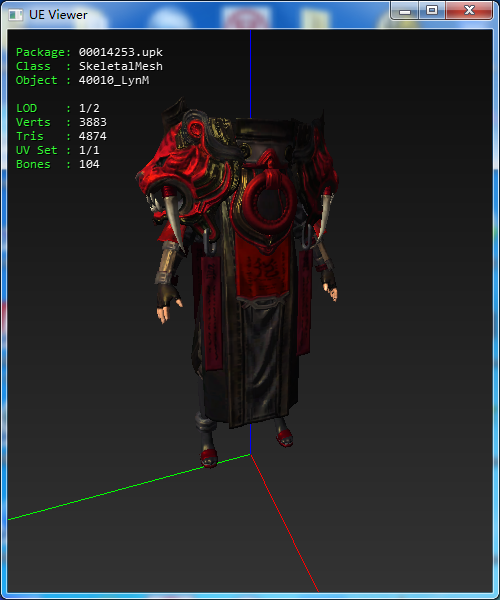 UE Viewer
Package: 00014253.upk
Class : SkeletalMesh
Object : 40010_LynM
LOD : 1/2
Verts : 3883
Tris : 4874
UV Set : 1/1
Bones : 104